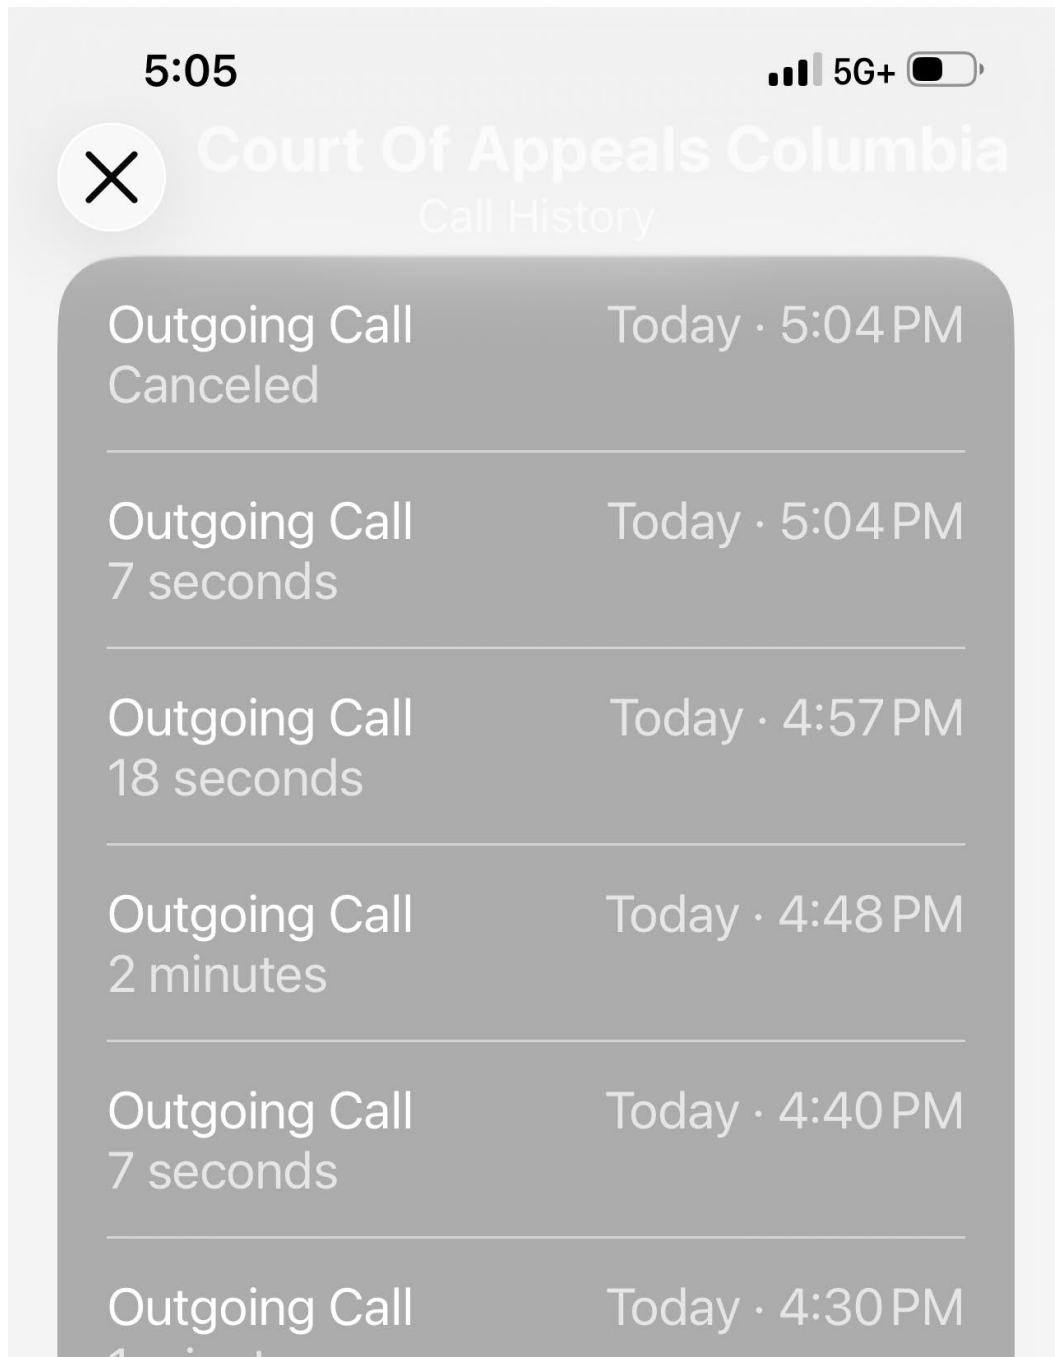 5:05
5G+
Court Of Appeals Columbia
Call History
Outgoing Call Today · 5:04 PM
Canceled
Outgoing Call Today · 5:04 PM
7 seconds
Outgoing Call Today · 4:57 PM
18 seconds
Outgoing Call Today · 4:48 PM
2 minutes
Outgoing Call Today · 4:40 PM
7 seconds
Outgoing Call Today · 4:30 PM